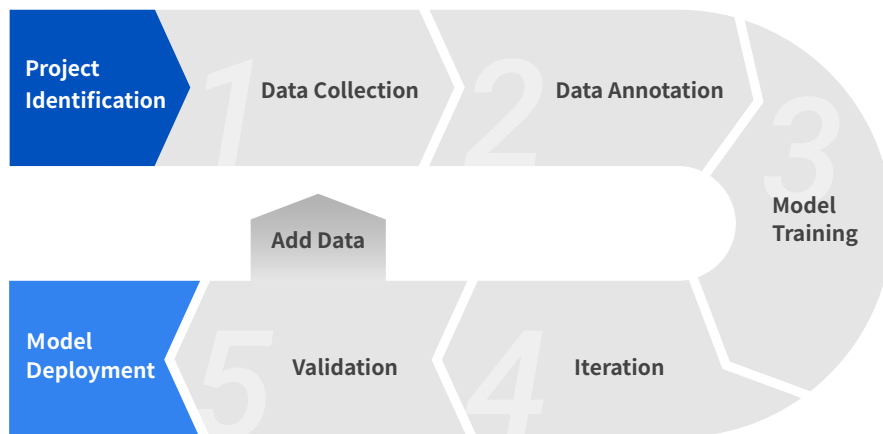 Project
Identification
1
Data Collection
2
Data Annotation
3
Model
Training
Add Data
Model
Deployment
5
Validation
4
Iteration